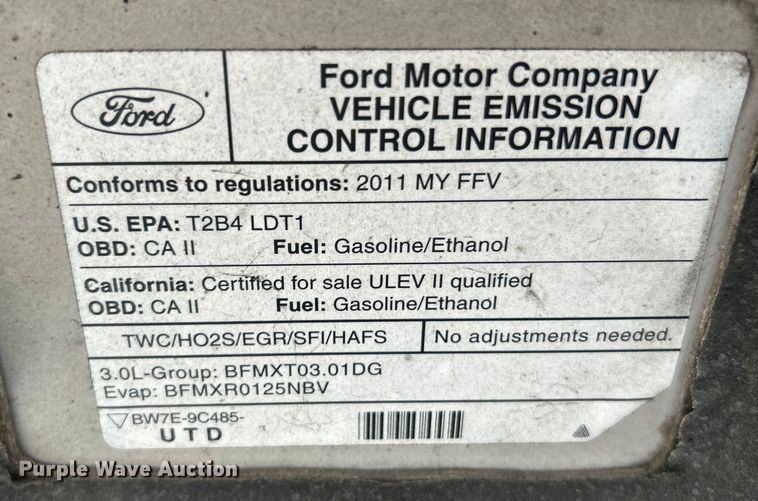 Ford
Ford Motor Company
VEHICLE EMISSION
CONTROL INFORMATION
Conforms to regulations: 2011 MY FFV
U.S. EPA: T2B4 LDT1
OBD: CA II Fuel: Gasoline/Ethanol
California: Certified for sale ULEV II qualified
OBD: CA II Fuel: Gasoline/Ethanol
TWC/HO2S/EGR/SFI/HAFS No adjustments needed.
3.0L-Group: BFMXT03.01DG
Evap: BFMXR0125NBV
BW7E-9C485-
UTD
Purple Wave Auction